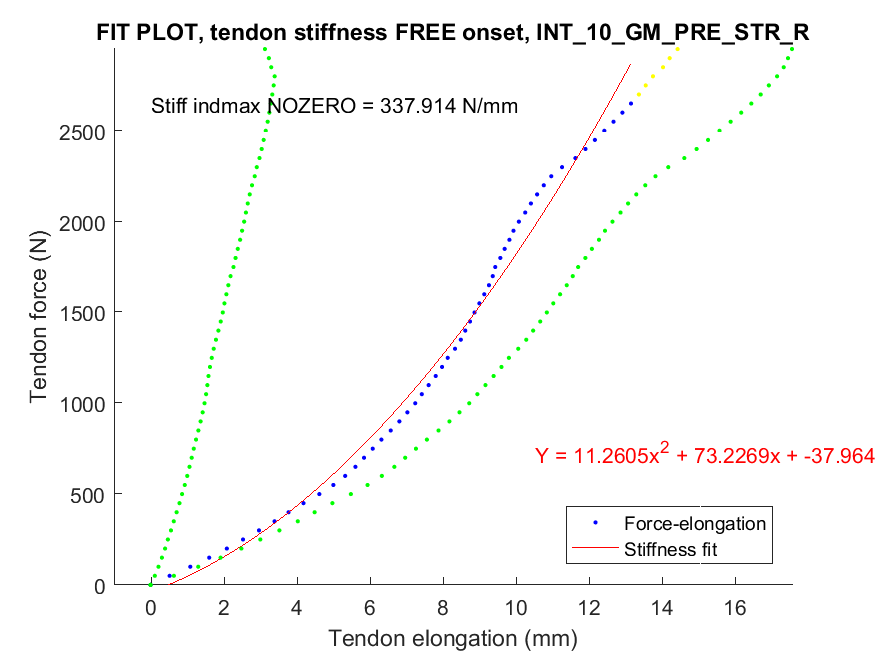 FIT PLOT, tendon stiffness FREE onset, INT_10_GM_PRE_STR_R
Stiff indmax NOZERO = 337.914 N/mm
2500
2000
1500
1000
500
0
Tendon force (N)
Y = 11.2605x² + 73.2269x + -37.964
Force-elongation
Stiffness fit
0 2 4 6 8 10 12 14 16
Tendon elongation (mm)